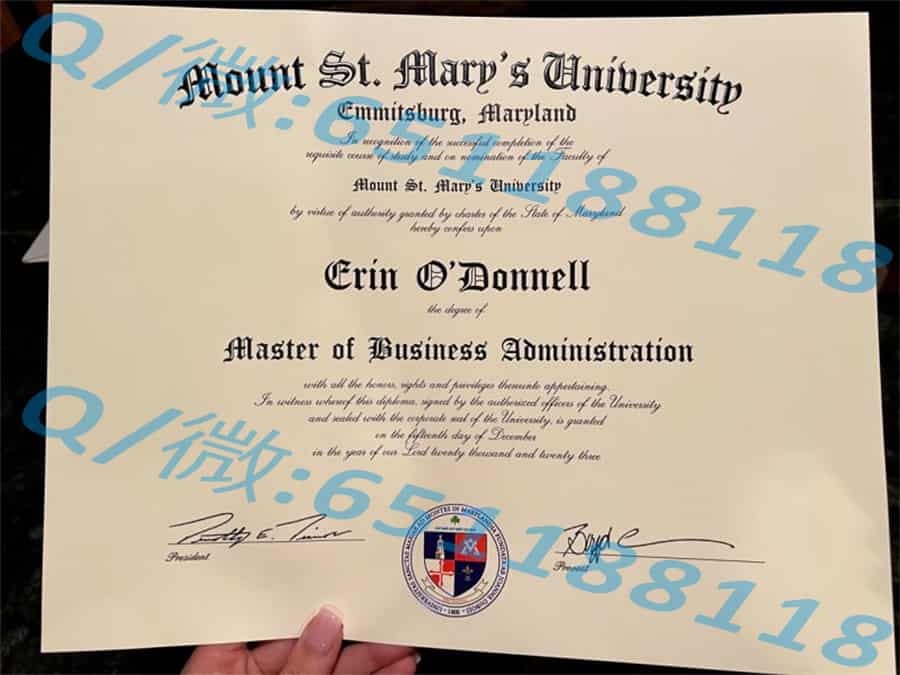 Mount St. Mary's University
Emmitsburg, Maryland
In recognition of the successful completion of the
requisite course of study and on nomination of the Faculty of
Mount St. Mary's University
by virtue of authority granted by charter of the State of Maryland
hereby confers upon
Erin O'Donnell
the degree of
Master of Business Administration
with all the honors, rights and privileges thereunto appertaining.
In witness whereof this diploma, signed by the authorized officers of the University
and sealed with the corporate seal of the University, is granted
on the fifteenth day of December
in the year of our Lord twenty thousand and twenty three
President
Provost
1808
Q/微:651188118
Q/微:651188118